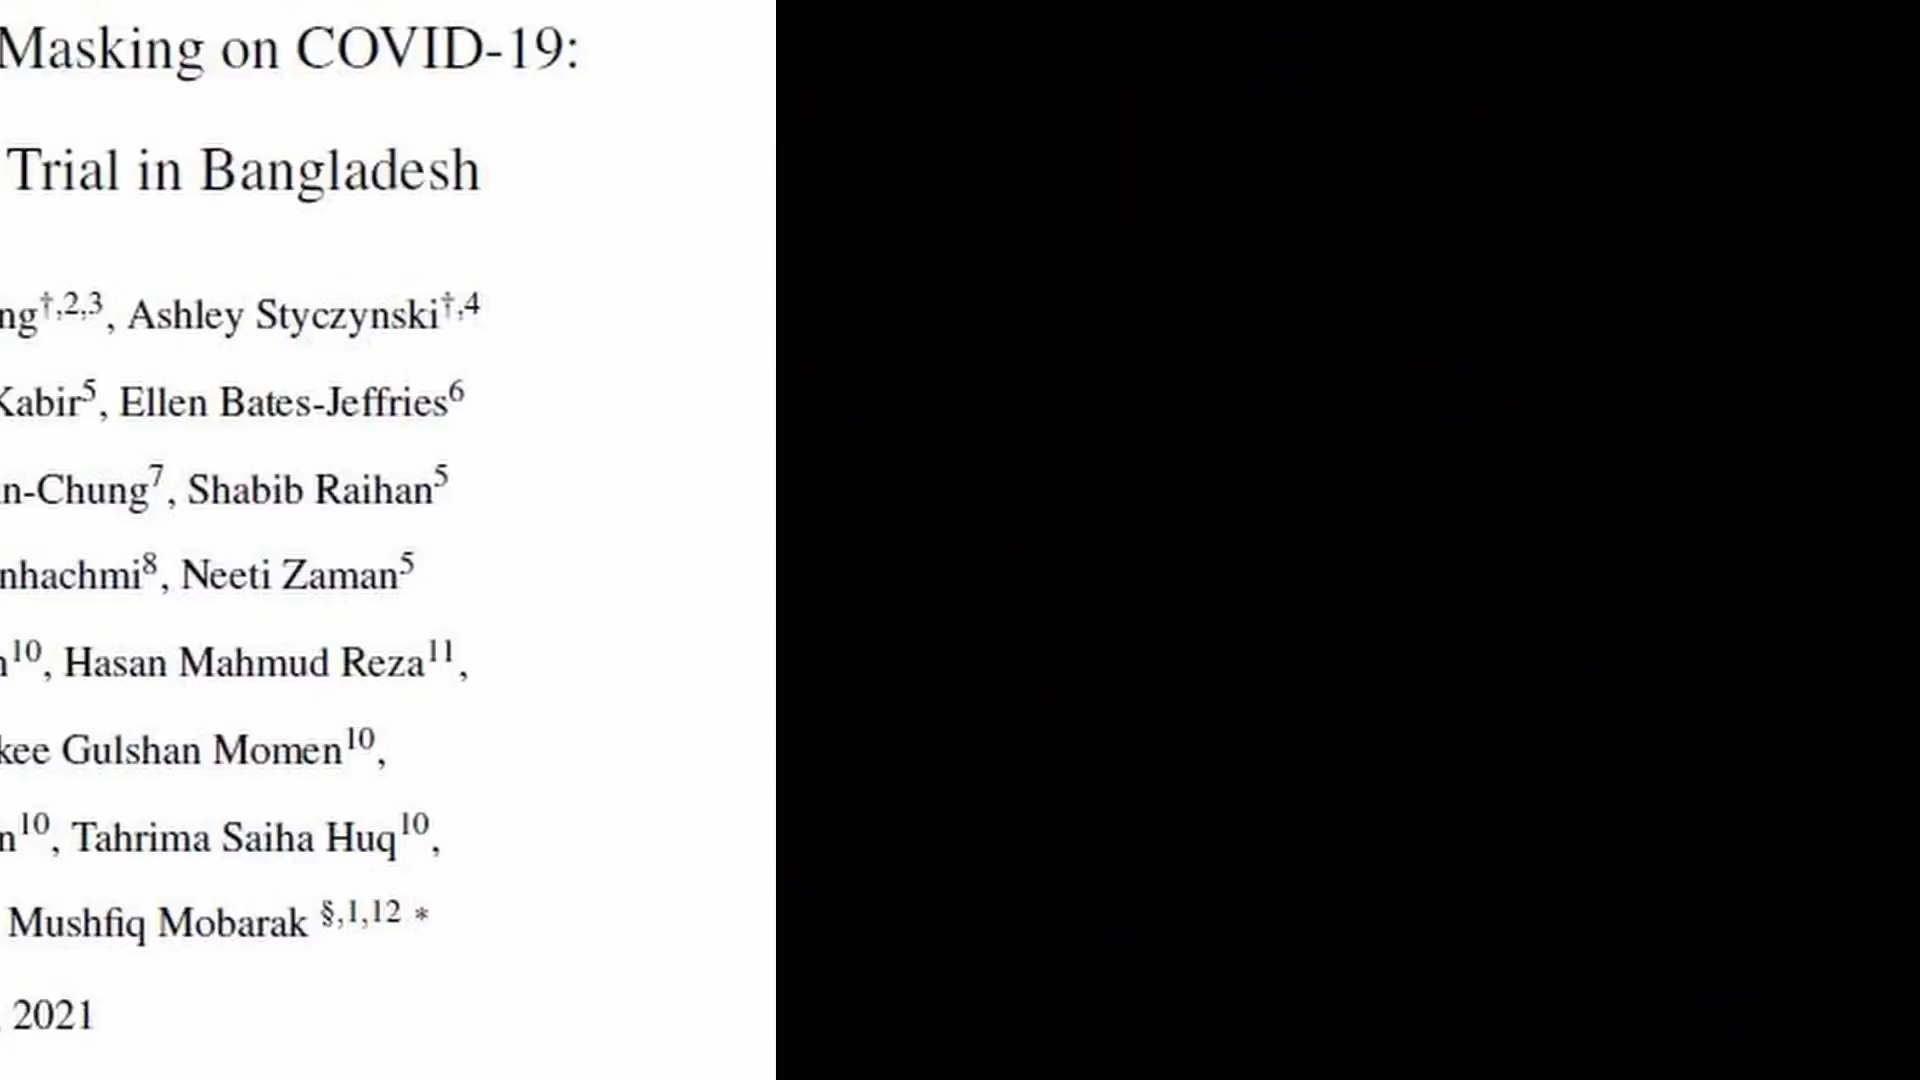 Masking on COVID-19:
Trial in Bangladesh
ng†,2,3, Ashley Styczynski†,4
Kabir5, Ellen Bates-Jeffries6
n-Chung7, Shabib Raihan5
nhachmi8, Neeti Zaman5
n10, Hasan Mahmud Reza11,
kee Gulshan Momen10,
n10, Tahrima Saiha Huq10,
Mushfiq Mobarak §,1,12 *
, 2021